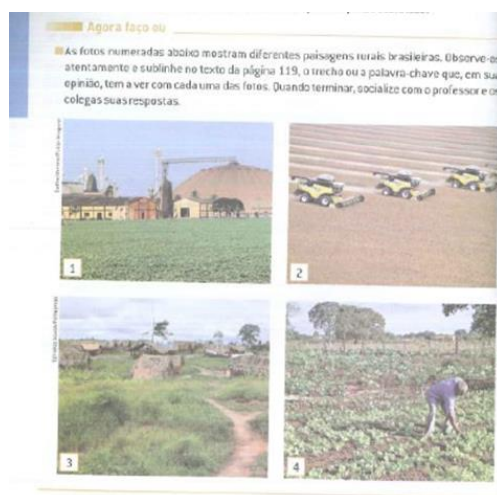 Agora faço eu
As fotos numeradas abaixo mostram diferentes paisagens rurais brasileiras. Observe-as
atentamente e sublinhe no texto da página 119, o trecho ou a palavra-chave que, em sua
opinião, tem a ver com cada uma das fotos. Quando terminar, socialize com o professor e os
colegas suas respostas.
1
2
3
4